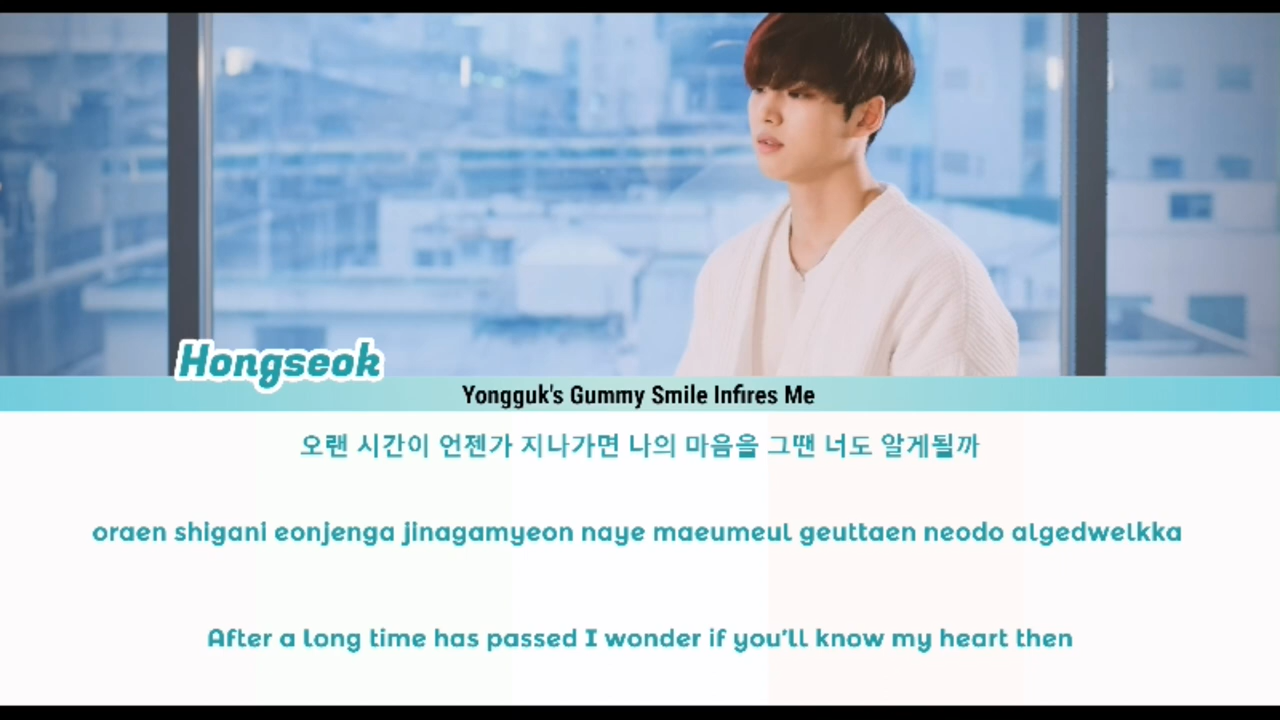 Hongseok
Yongguk's Gummy Smile Infires Me
오랜 시간이 언젠가 지나가면 나의 마음을 그땐 너도 알게될까
oraen shigani eonjenga jinagamyeon naye maeumeul geuttaen neodo algedwelkka
After a long time has passed I wonder if you'll know my heart then